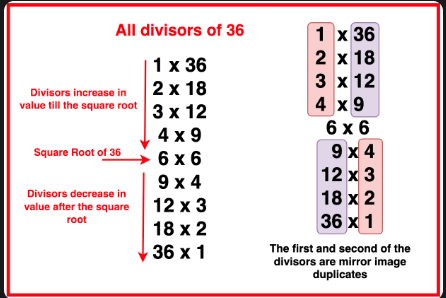 All divisors of 36
Divisors increase in
value till the square root
Square Root of 36
Divisors decrease in
value after the square
root
1 x 36
2 x 18
3 x 12
4 x 9
6 x 6
9 x 4
12 x 3
18 x 2
36 x 1
1 x 36
2 x 18
3 x 12
4 x 9
6 x 6
9 x 4
12 x 3
18 x 2
36 x 1
The first and second of the
divisors are mirror image
duplicates